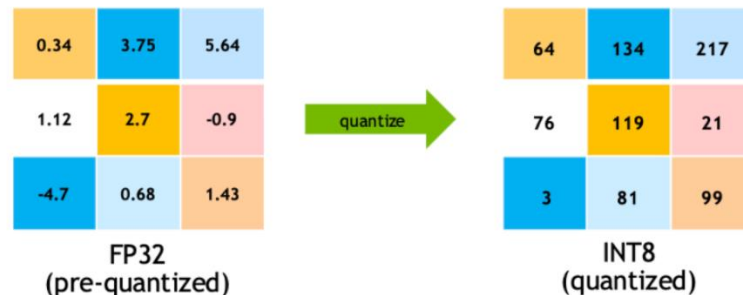 0.34 3.75 5.64 64 134 217
1.12 2.7 -0.9 quantize 76 119 21
-4.7 0.68 1.43 3 81 99
FP32 INT8
(pre-quantized) (quantized)